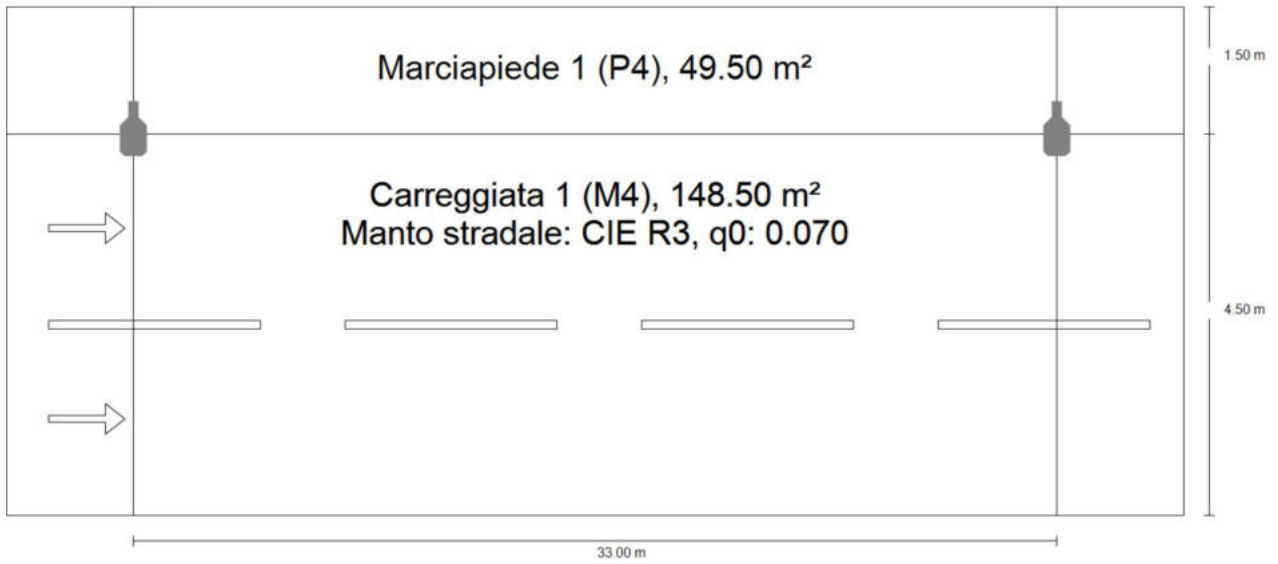 Marciapiede 1 (P4), 49.50 m²
1.50 m
Carreggiata 1 (M4), 148.50 m²
Manto stradale: CIE R3, q0: 0.070
4.50 m
33.00 m